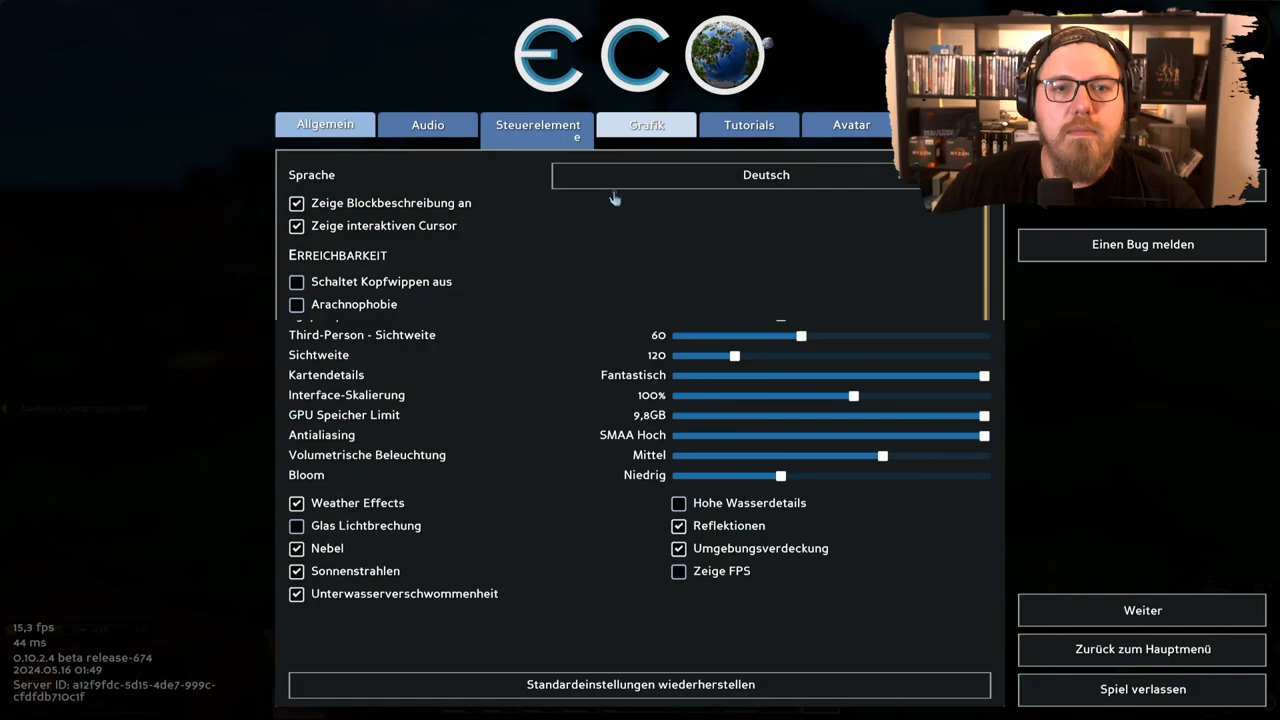 ECO
Allgemein
Audio
Steuerelement
e
Grafik
Tutorials
Avatar
Sprache
Deutsch
Zeige Blockbeschreibung an
Zeige interaktiven Cursor
ERREICHBARKEIT
Schaltet Kopfwippen aus
Arachnophobie
Third-Person - Sichtweite 60
Sichtweite 120
Kartendetails Fantastisch
Interface-Skalierung 100%
GPU Speicher Limit 9,8GB
Antialiasing SMAA Hoch
Volumetrische Beleuchtung Mittel
Bloom Niedrig
Weather Effects
Hohe Wasserdetails
Glas Lichtbrechung
Reflektionen
Nebel
Umgebungsverdeckung
Sonnenstrahlen
Zeige FPS
Unterwasserverschwommenheit
Standardeinstellungen wiederherstellen
Einen Bug melden
Weiter
Zurück zum Hauptmenü
Spiel verlassen
15,3 fps
44 ms
0.10.2.4 beta release-674
2024.05.16 01:49
Server ID: a12f9fdc-5d15-4de7-999c-
cfdfdb710c1f
RYZEN